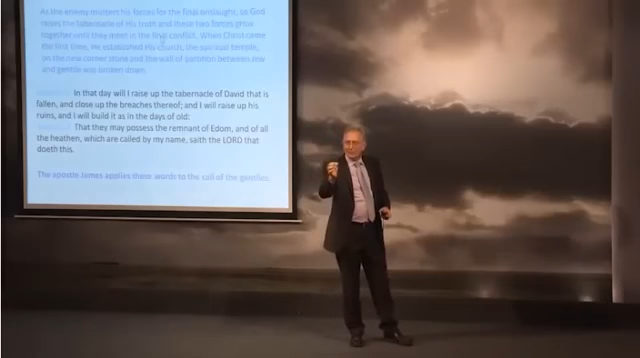 As the enemy musters his forces for the final onslaught, so God
raises the tabernacle of His truth and these two forces grow
together until they meet in the final conflict. When Christ came
the first time, He established His church, the spiritual temple,
on the new corner stone and the wall of partition between Jew
and gentile was broken down.
In that day will I raise up the tabernacle of David that is
fallen, and close up the breaches thereof; and I will raise up his
ruins, and I will build it as in the days of old:
That they may possess the remnant of Edom, and of all
the heathen, which are called by my name, saith the LORD that
doeth this.
The apostle James applies these words to the call of the gentiles.